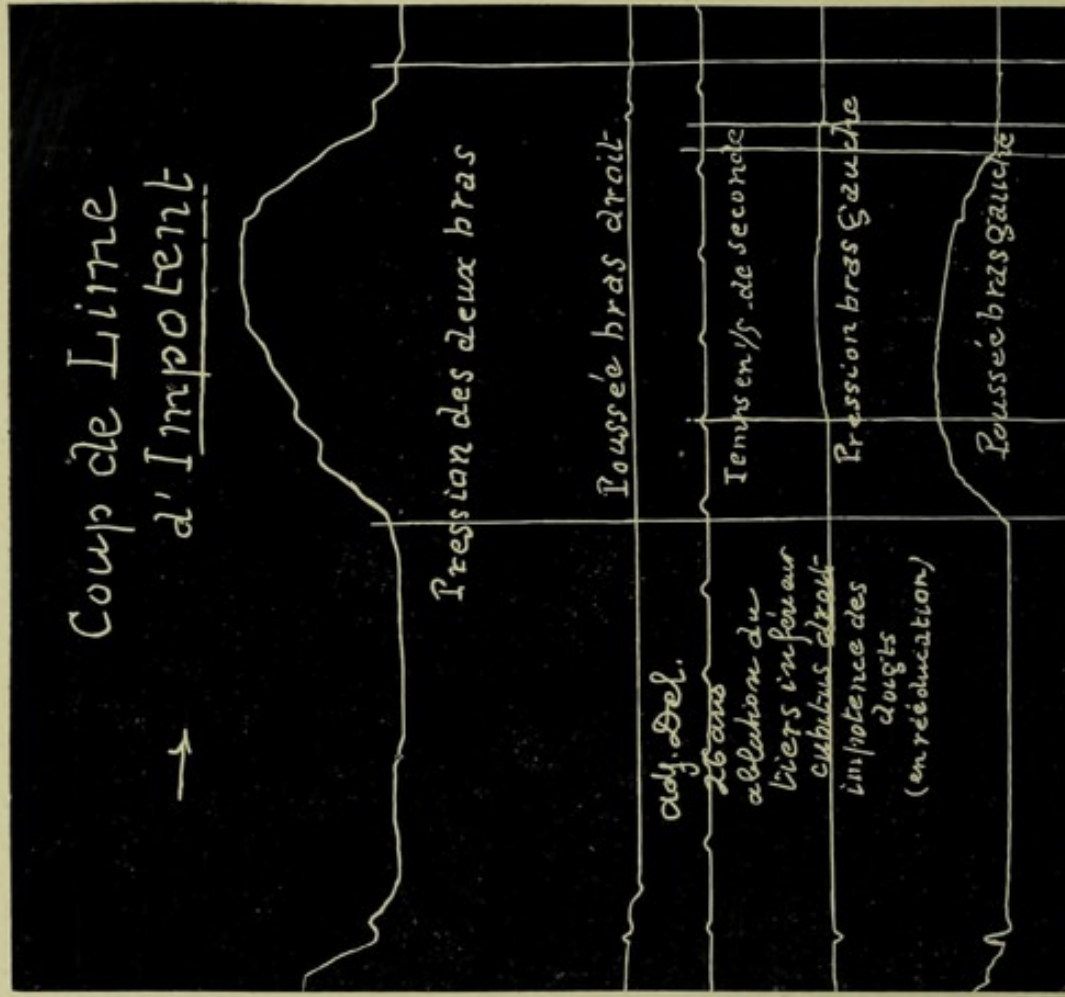 Coup de Lime
d'Impotent
Pression des deux bras
Poussée bras droit
adj. Del.
26 ans
ablation du
tiers inférieur
cubitus droit
impotence des
doigts
(en rééducation)
Temps en 1/5 de seconde
Pression bras gauche
Poussée bras gauche